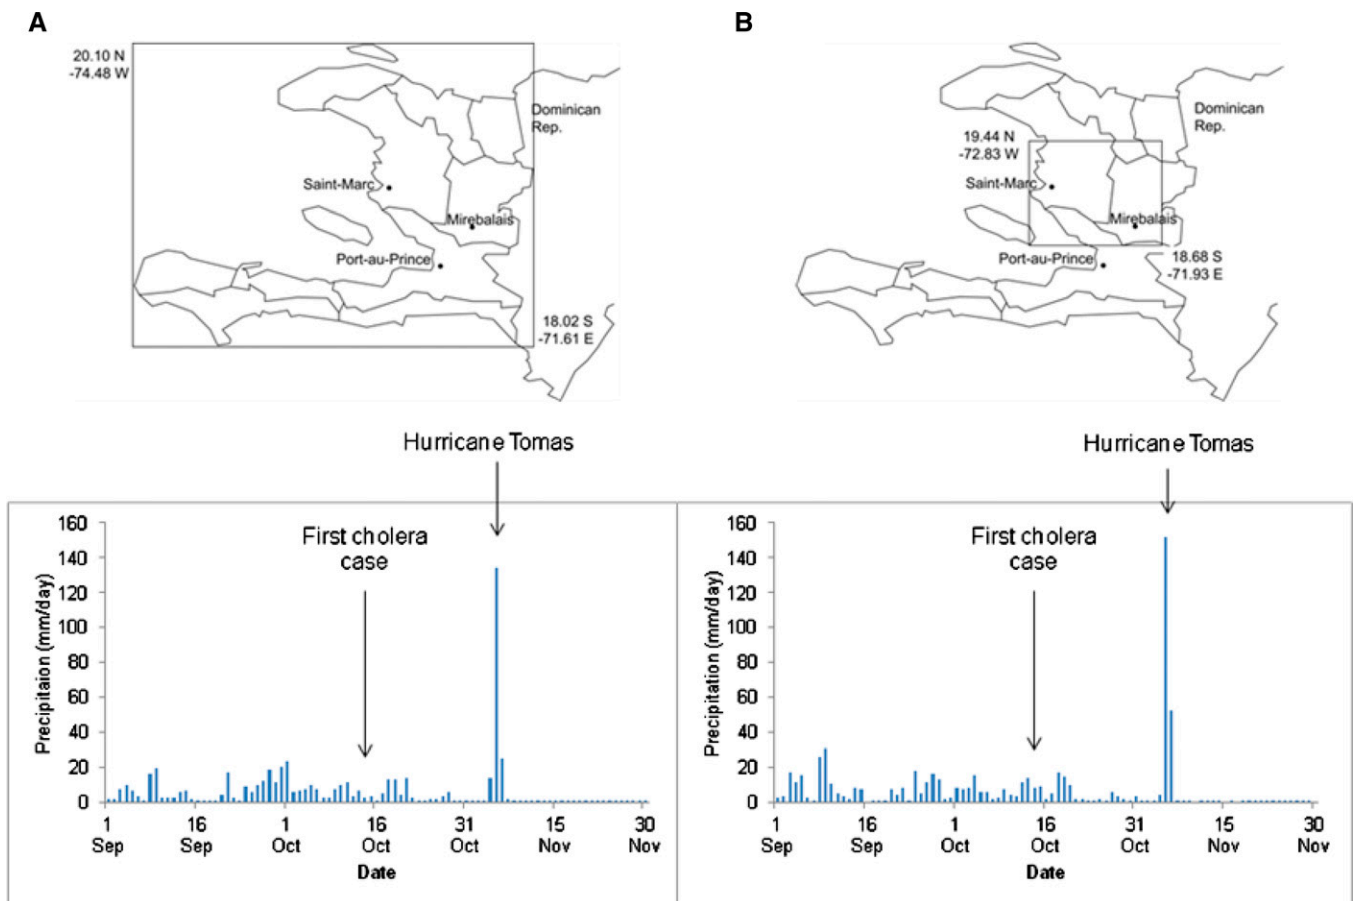 A
20.10 N
-74.48 W
Dominican
Rep.
Saint-Marc
Mirebalais
Port-au-Prince
18.02 S
-71.61 E
Hurricane Tomas
First cholera
case
160
140
120
100
80
60
40
20
0
Precipitaion (mm/day)
1 16 1 16 31 15 30
Sep Sep Oct Oct Oct Nov Nov
Date
B
19.44 N
-72.83 W
Dominican
Rep.
Saint-Marc
Mirebalais
Port-au-Prince
18.68 S
-71.93 E
Hurricane Tomas
First cholera
case
160
140
120
100
80
60
40
20
0
Precipitation (mm/day)
1 16 1 16 31 15 30
Sep Sep Oct Oct Oct Nov Nov
Date